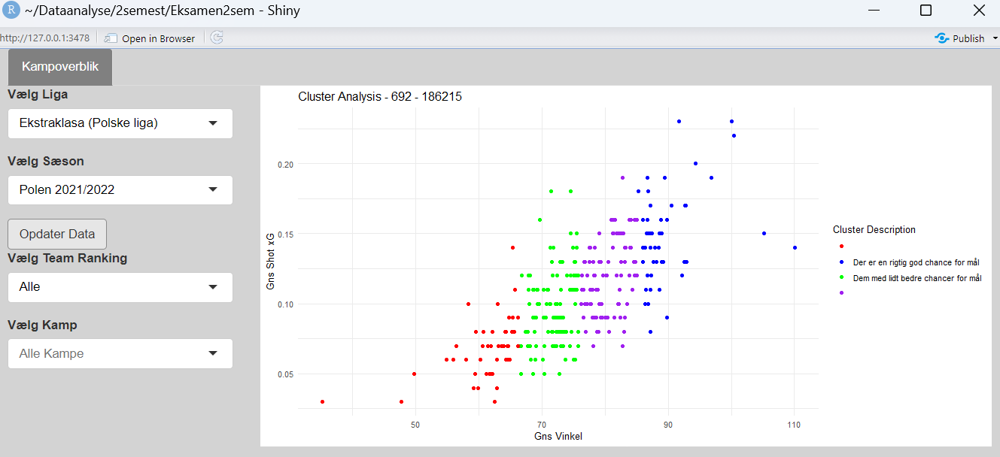 R ~/Dataanalyse/2semest/Eksamen2sem - Shiny
http://127.0.0.1:3478 Open in Browser Publish
Kampoverblik
Vælg Liga
Ekstraklasa (Polske liga)
Vælg Sæson
Polen 2021/2022
Opdater Data
Vælg Team Ranking
Alle
Vælg Kamp
Alle Kampe
Cluster Analysis - 692 - 186215
Gns Shot xG
0.20
0.15
0.10
0.05
50 70 90 110
Gns Vinkel
Cluster Description
Der er en rigtig god chance for mål
Dem med lidt bedre chancer for mål